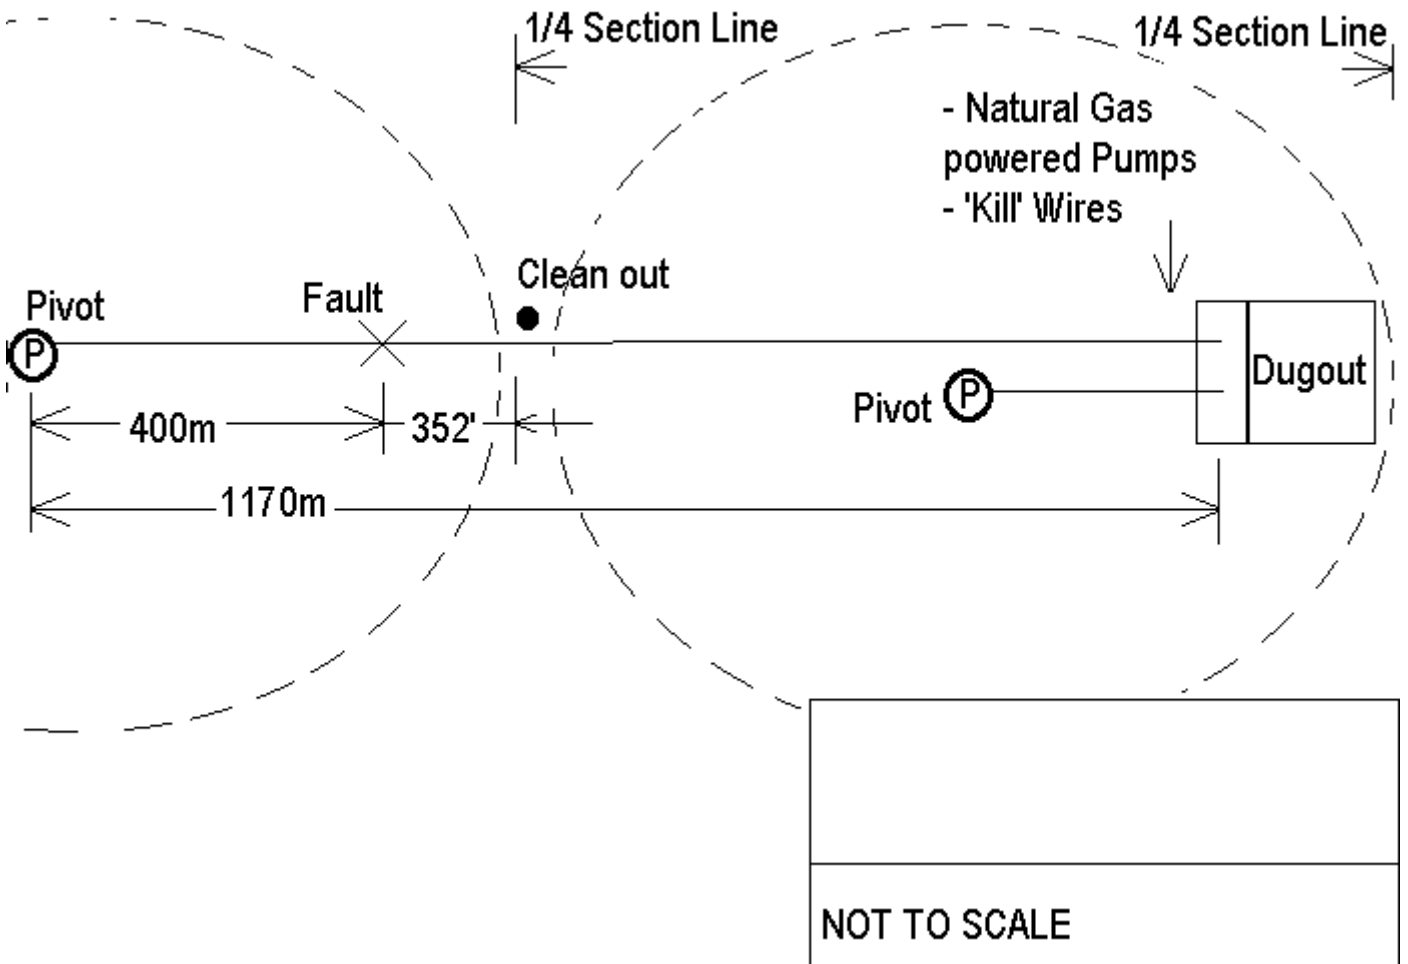 1/4 Section Line
1/4 Section Line
- Natural Gas
powered Pumps
- 'Kill' Wires
Clean out
Pivot
Fault
P
Dugout
Pivot
P
400m
352'
1170m
NOT TO SCALE